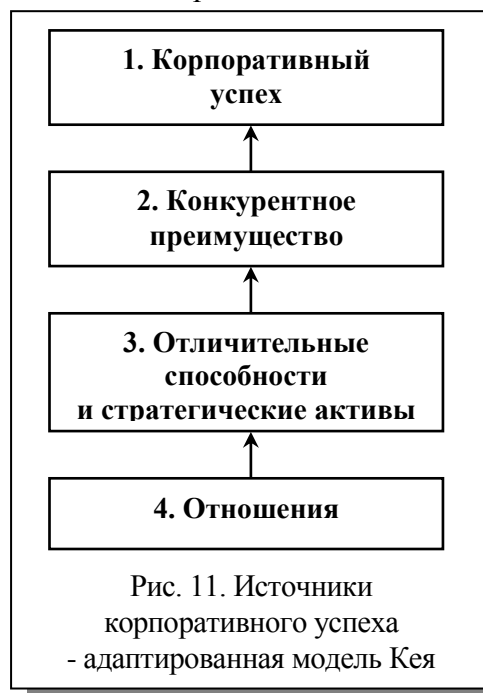 1. Корпоративный
успех
2. Конкурентное
преимущество
3. Отличительные
способности
и стратегические активы
4. Отношения
Рис. 11. Источники
корпоративного успеха
- адаптированная модель Кея